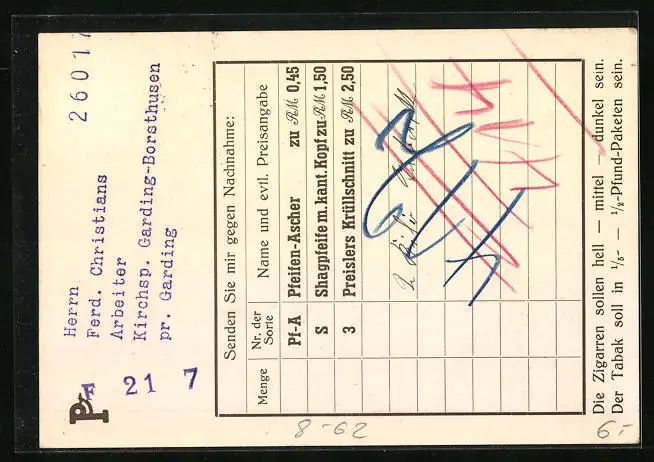 26017
Herrn
Ferd. Christians
Arbeiter
Kirchsp. Garding-Borsthusen
pr. Garding
P
A 21 7
Senden Sie mir gegen Nachnahme:
Menge Nr. der Sorte Name und evtl. Preisangabe
Pf-A Pfeifen-Ascher zu RM 0,45
S Shagpfeife m. kant. Kopf zu RM 1,50
3 Preislers Krüllschnitt zu RM 2,50
2
Die Zigarren sollen hell — mittel — dunkel sein.
Der Tabak soll in 1/5- — 1/2-Pfund-Paketen sein.
8-62
6-